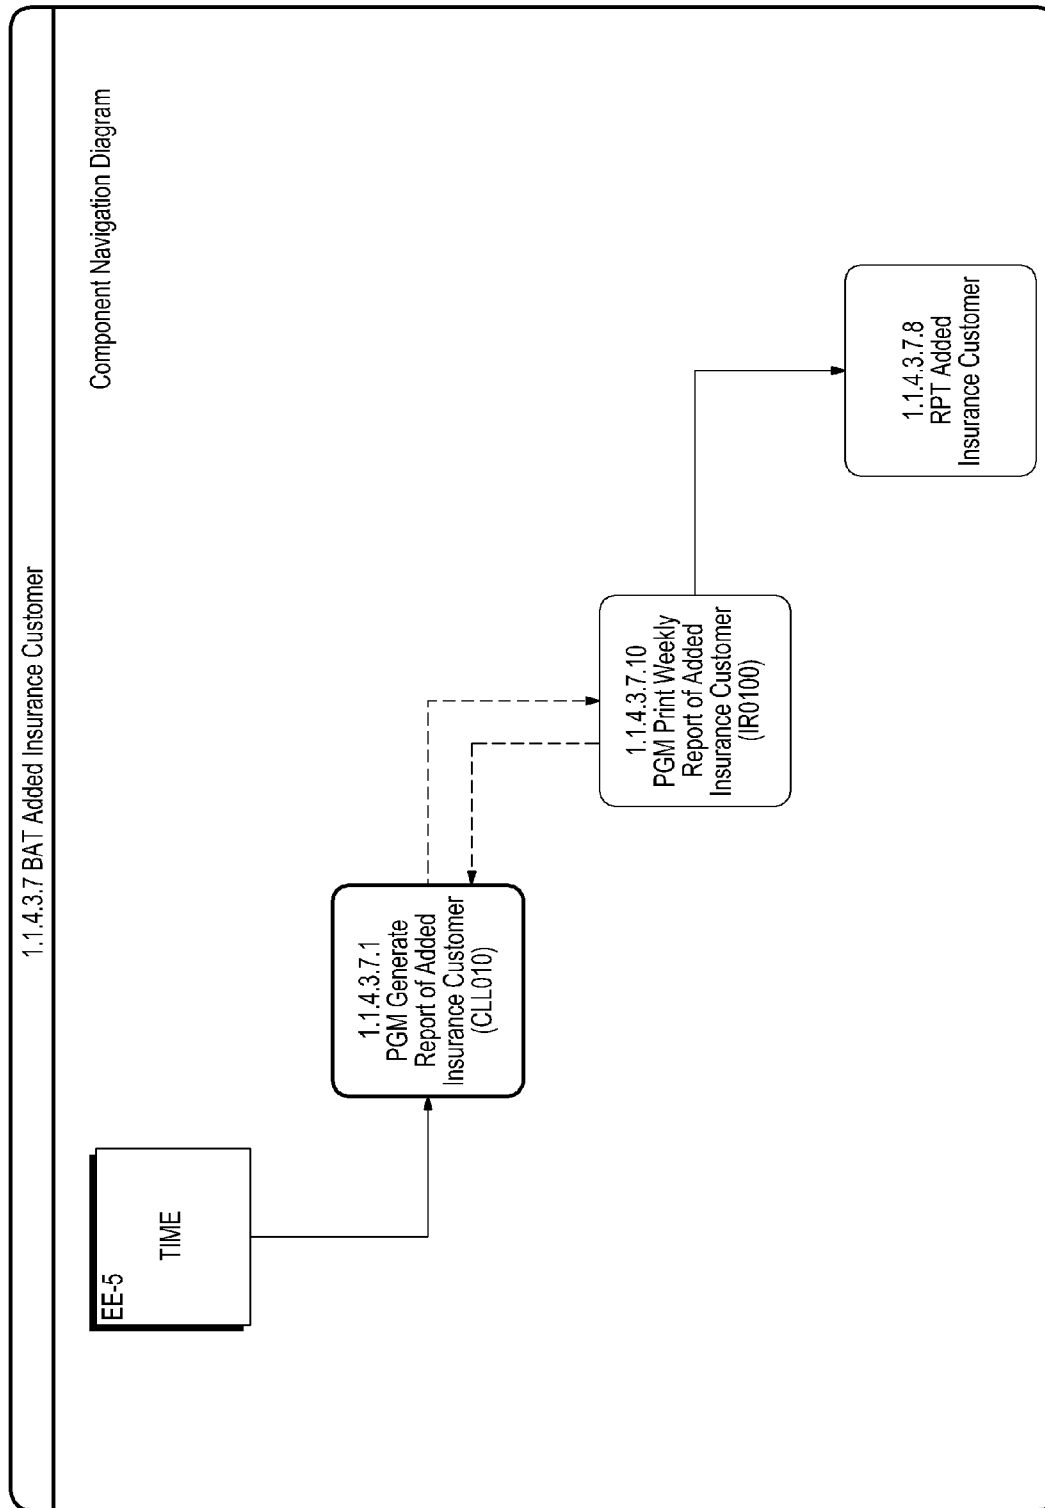 1.1.4.3.7 BAT Added Insurance Customer
Component Navigation Diagram
EE-5
TIME
1.1.4.3.7.1
PGM Generate
Report of Added
Insurance Customer
(CLL010)
1.1.4.3.7.10
PGM Print Weekly
Report of Added
Insurance Customer
(IR0100)
1.1.4.3.7.8
RPT Added
Insurance Customer